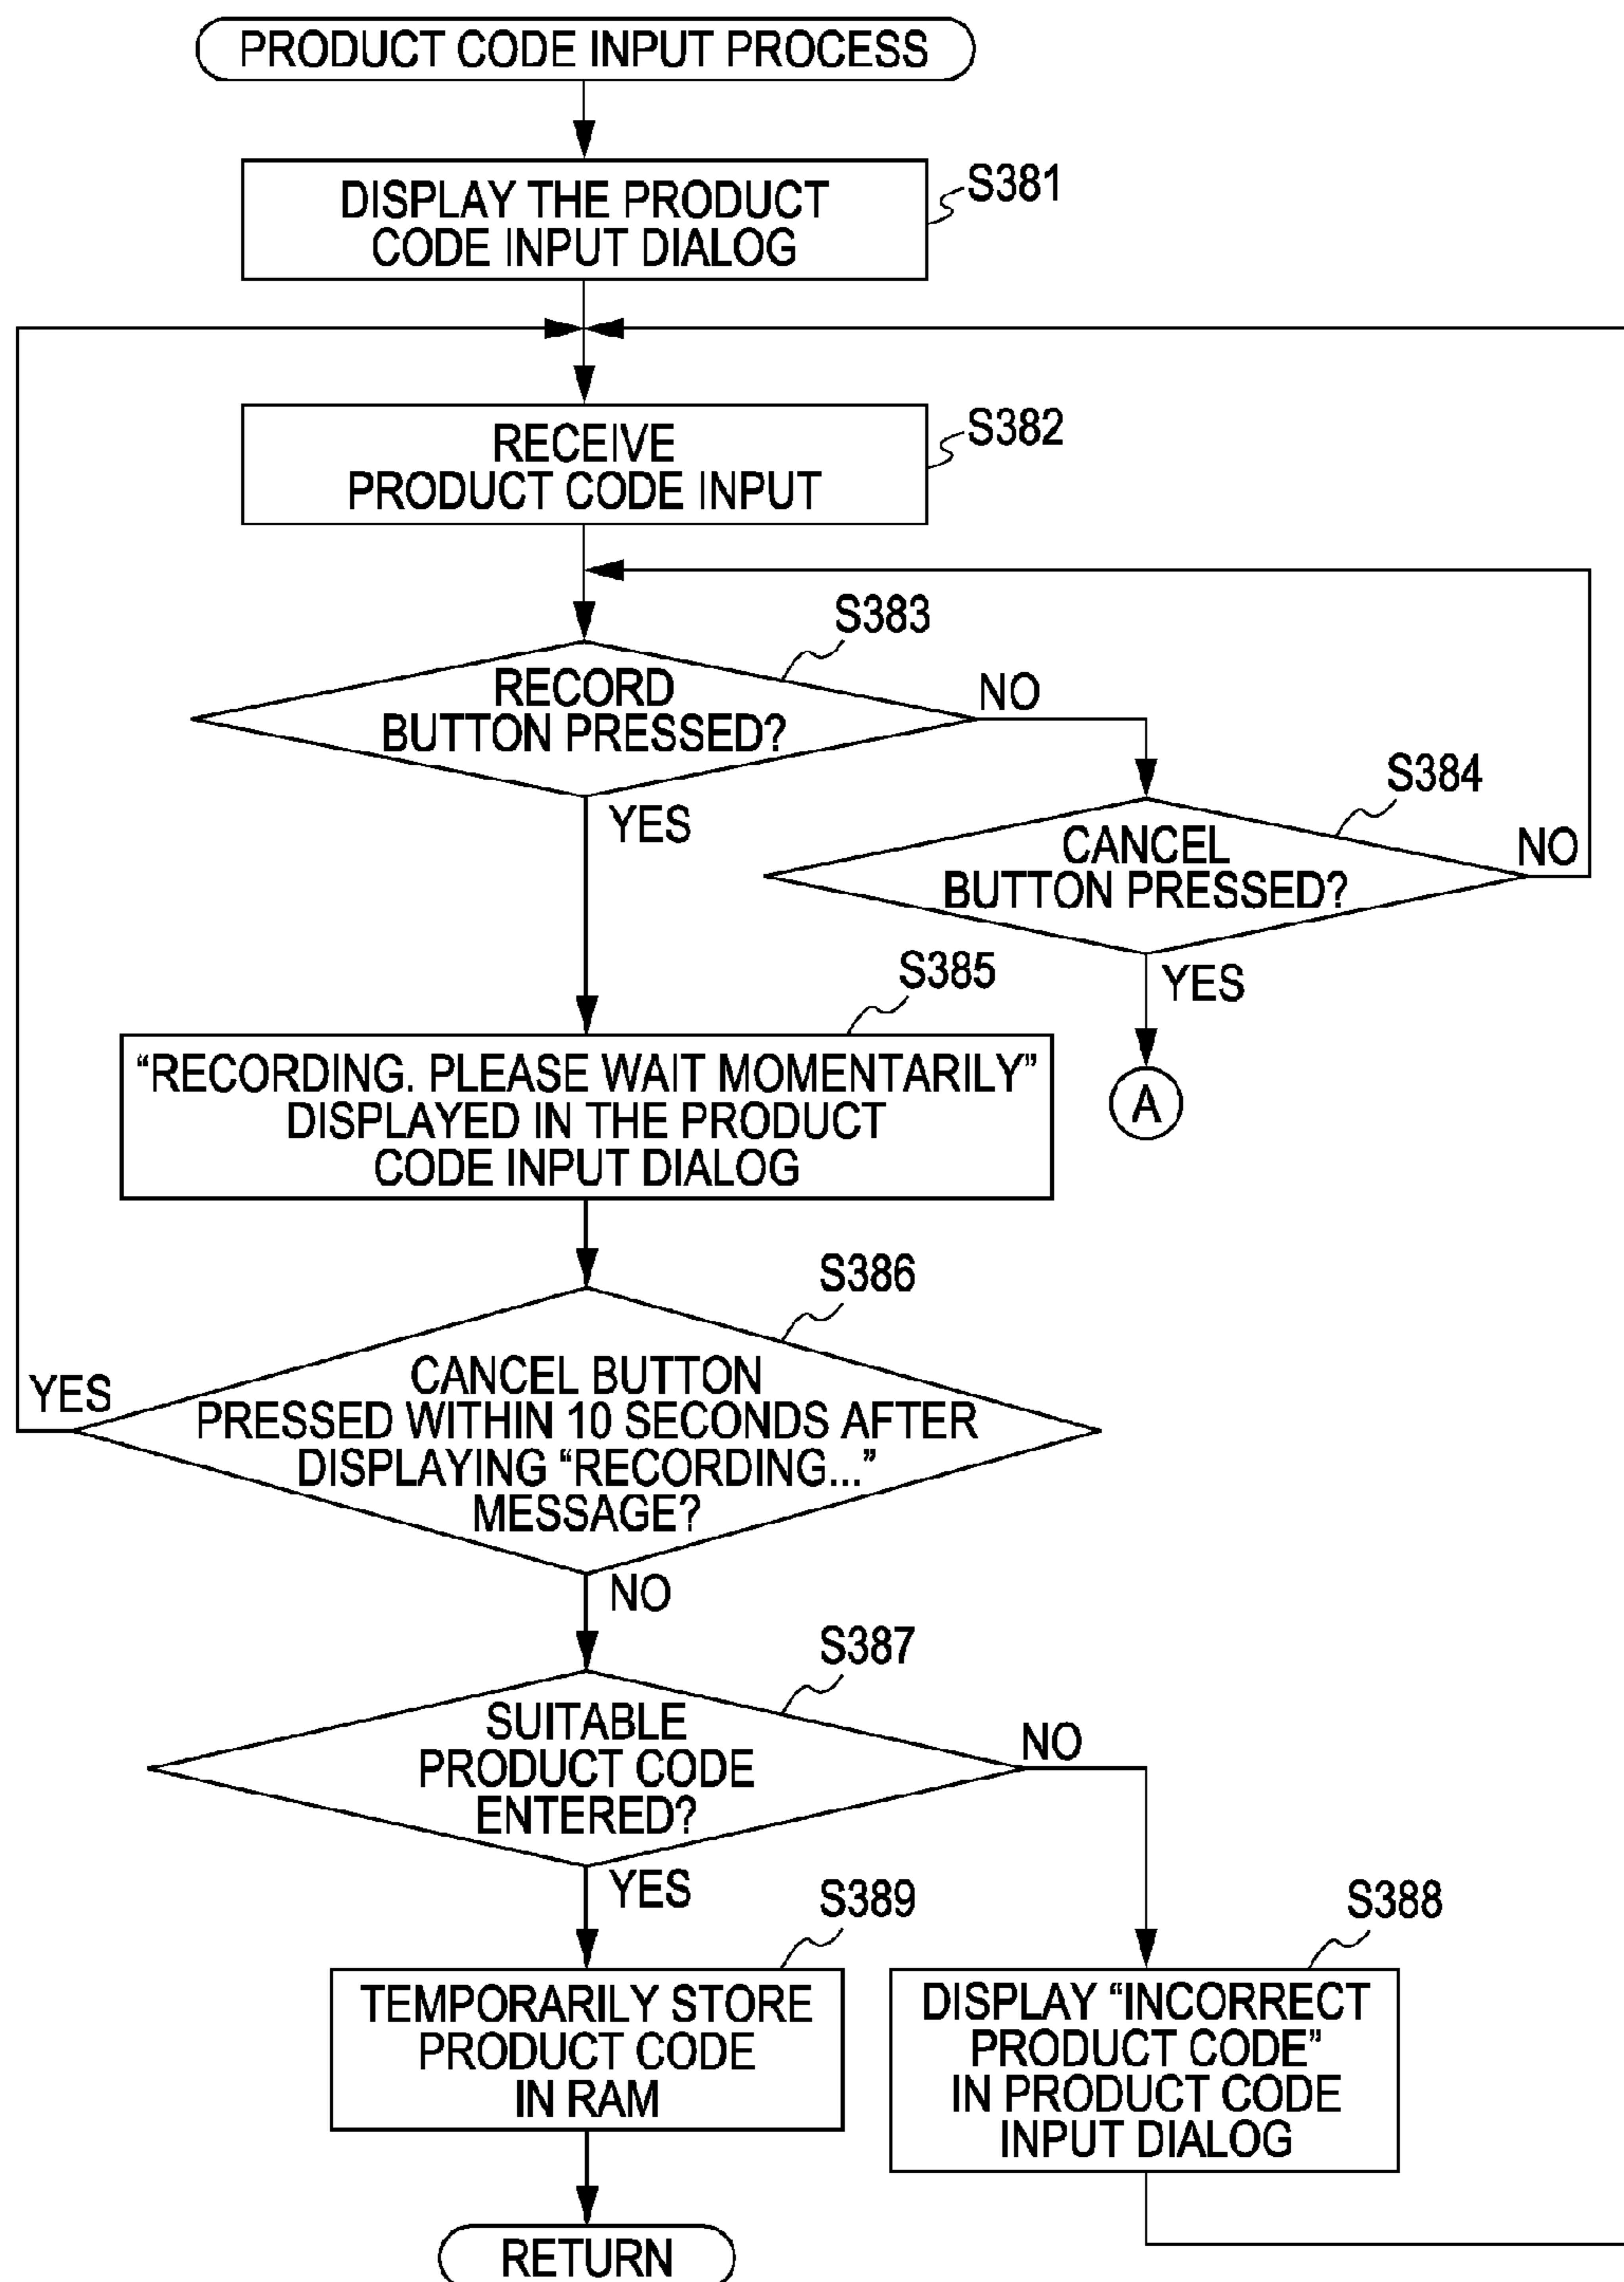 PRODUCT CODE INPUT PROCESS
S381
DISPLAY THE PRODUCT
CODE INPUT DIALOG
S382
RECEIVE
PRODUCT CODE INPUT
S383
RECORD
BUTTON PRESSED?
NO
YES
S384
CANCEL
BUTTON PRESSED?
NO
YES
A
S385
“RECORDING. PLEASE WAIT MOMENTARILY”
DISPLAYED IN THE PRODUCT
CODE INPUT DIALOG
S386
CANCEL BUTTON
PRESSED WITHIN 10 SECONDS AFTER
DISPLAYING “RECORDING...”
MESSAGE?
YES
NO
S387
SUITABLE
PRODUCT CODE
ENTERED?
NO
YES
S389
TEMPORARILY STORE
PRODUCT CODE
IN RAM
S388
DISPLAY “INCORRECT
PRODUCT CODE”
IN PRODUCT CODE
INPUT DIALOG
RETURN